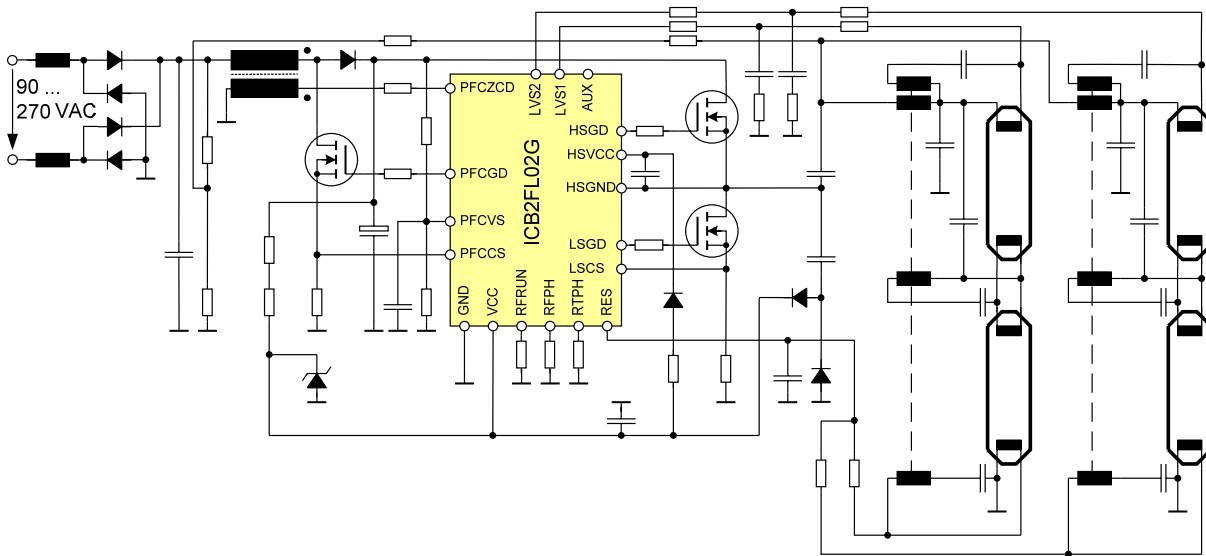 90 ...
270 VAC
PFCZCD
PFCGD
PFCVS
PFCCS
LVS2
LVS1
AUX
HSGD
HSVCC
HSGND
LSGD
LSCS
ICB2FL02G
GND
VCC
RFRUN
RFPH
RTPH
RES